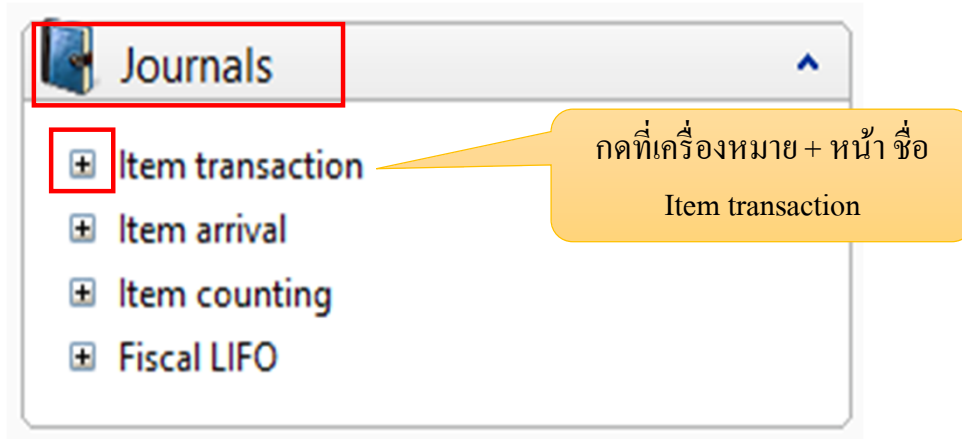 Journals
Item transaction
กดที่เครื่องหมาย + หน้า ชื่อ
Item transaction
Item arrival
Item counting
Fiscal LIFO